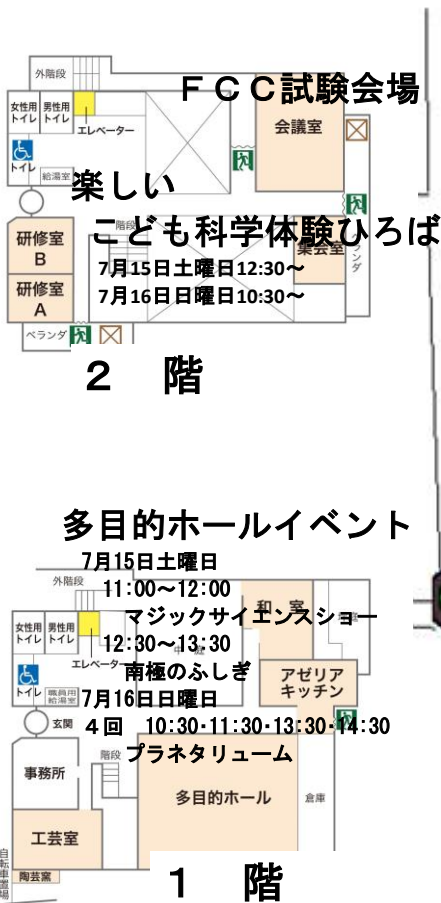 ＦＣＣ試験会場
外階段
女性用 男性用
トイレ トイレ
エレベーター
会議室
トイレ
給湯室
楽しい
こども科学体験ひろば
階段
研修室
B
集会室
ベランダ
7月15日土曜日12:30～
7月16日日曜日10:30～
研修室
A
ベランダ
２　階
多目的ホールイベント
7月15日土曜日
外階段
11:00～12:00
和室
マジックサイエンスショー
女性用 男性用
トイレ トイレ
12:30～13:30
中庭
エレベーター
南極のふしぎ
アゼリア
キッチン
トイレ
職員用
給湯室
7月16日日曜日
玄関
４回　10:30･11:30･13:30･14:30
階段
プラネタリューム
事務所
多目的ホール
倉庫
工芸室
自転車置場
陶芸窯
１　階